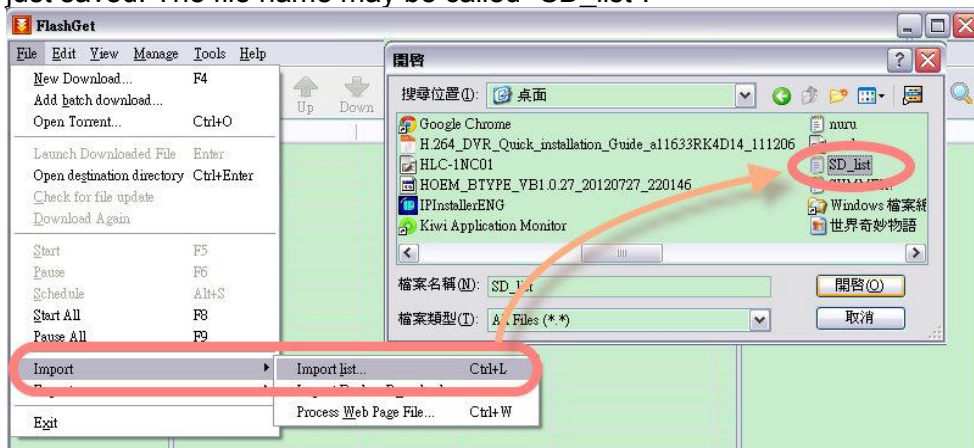 just saved. The file name may be called "SD_list".
FlashGet
File Edit View Manage Tools Help
New Download... F4
Add batch download...
Open Torrent... Ctrl+O
Launch Downloaded File Enter
Open destination directory Ctrl+Enter
Check for file update
Download Again
Start F5
Pause F6
Schedule Alt+S
Start All F8
Pause All F9
Import
Exit
Import list... Ctrl+L
Process Web Page File... Ctrl+W
Up Down
開啓
搜尋位置(I): 桌面
Google Chrome
H.264_DVR_Quick_installation_Guide_a11633RK4D14_111206
HLC-1NC01
HOEM_BTYPE_VB1.0.27_20120727_220146
IPInstallerENG
Kiwi Application Monitor
nuru
SD_list
Windows 檔案總
世界奇妙物語
檔案名稱(N): SD_list
開啓(O)
檔案類型(T): All Files (*.*)
取消